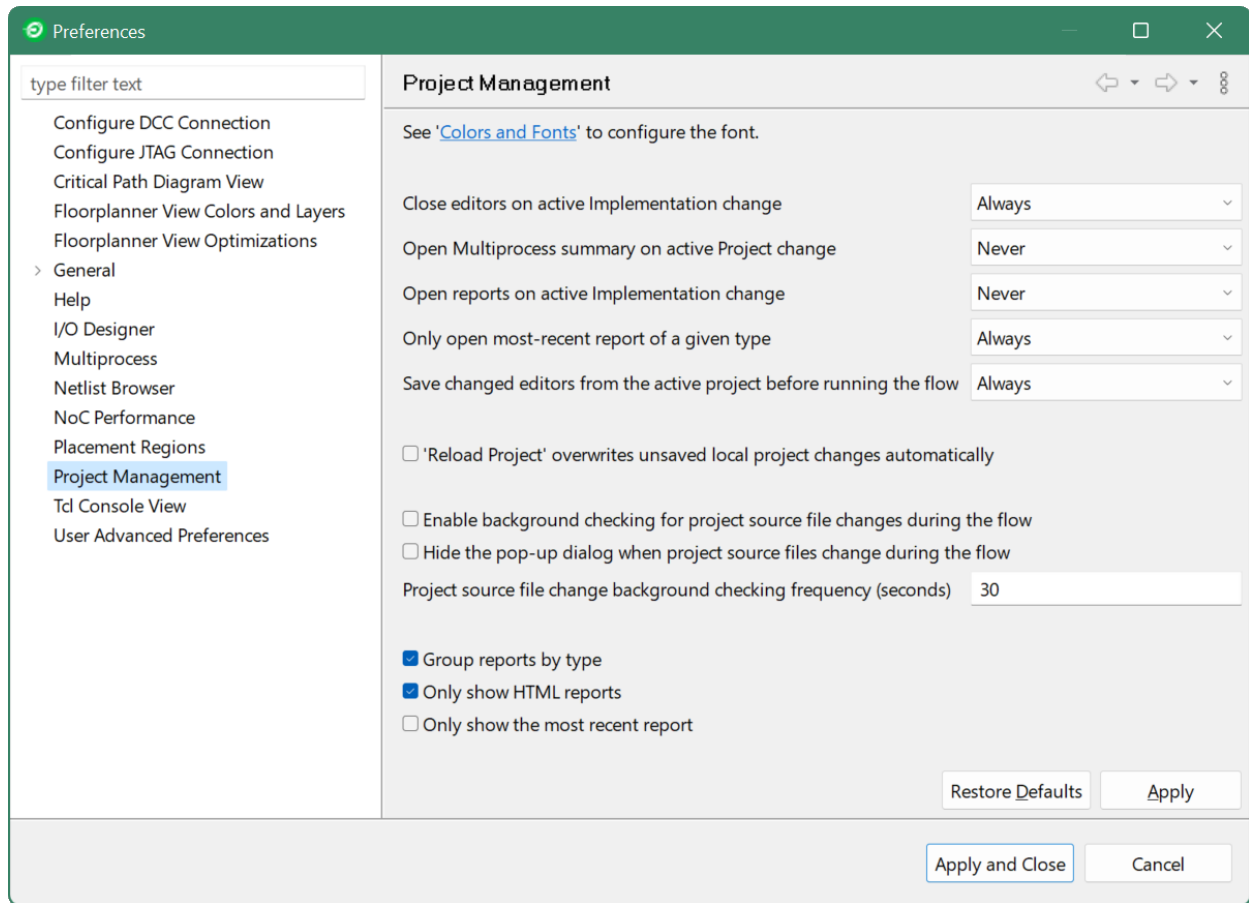 Preferences
type filter text
Configure DCC Connection
Configure JTAG Connection
Critical Path Diagram View
Floorplanner View Colors and Layers
Floorplanner View Optimizations
General
Help
I/O Designer
Multiprocess
Netlist Browser
NoC Performance
Placement Regions
Project Management
Tcl Console View
User Advanced Preferences
Project Management
See 'Colors and Fonts' to configure the font.
Close editors on active Implementation change Always
Open Multiprocess summary on active Project change Never
Open reports on active Implementation change Never
Only open most-recent report of a given type Always
Save changed editors from the active project before running the flow Always
'Reload Project' overwrites unsaved local project changes automatically
Enable background checking for project source file changes during the flow
Hide the pop-up dialog when project source files change during the flow
Project source file change background checking frequency (seconds) 30
Group reports by type
Only show HTML reports
Only show the most recent report
Restore Defaults Apply
Apply and Close Cancel